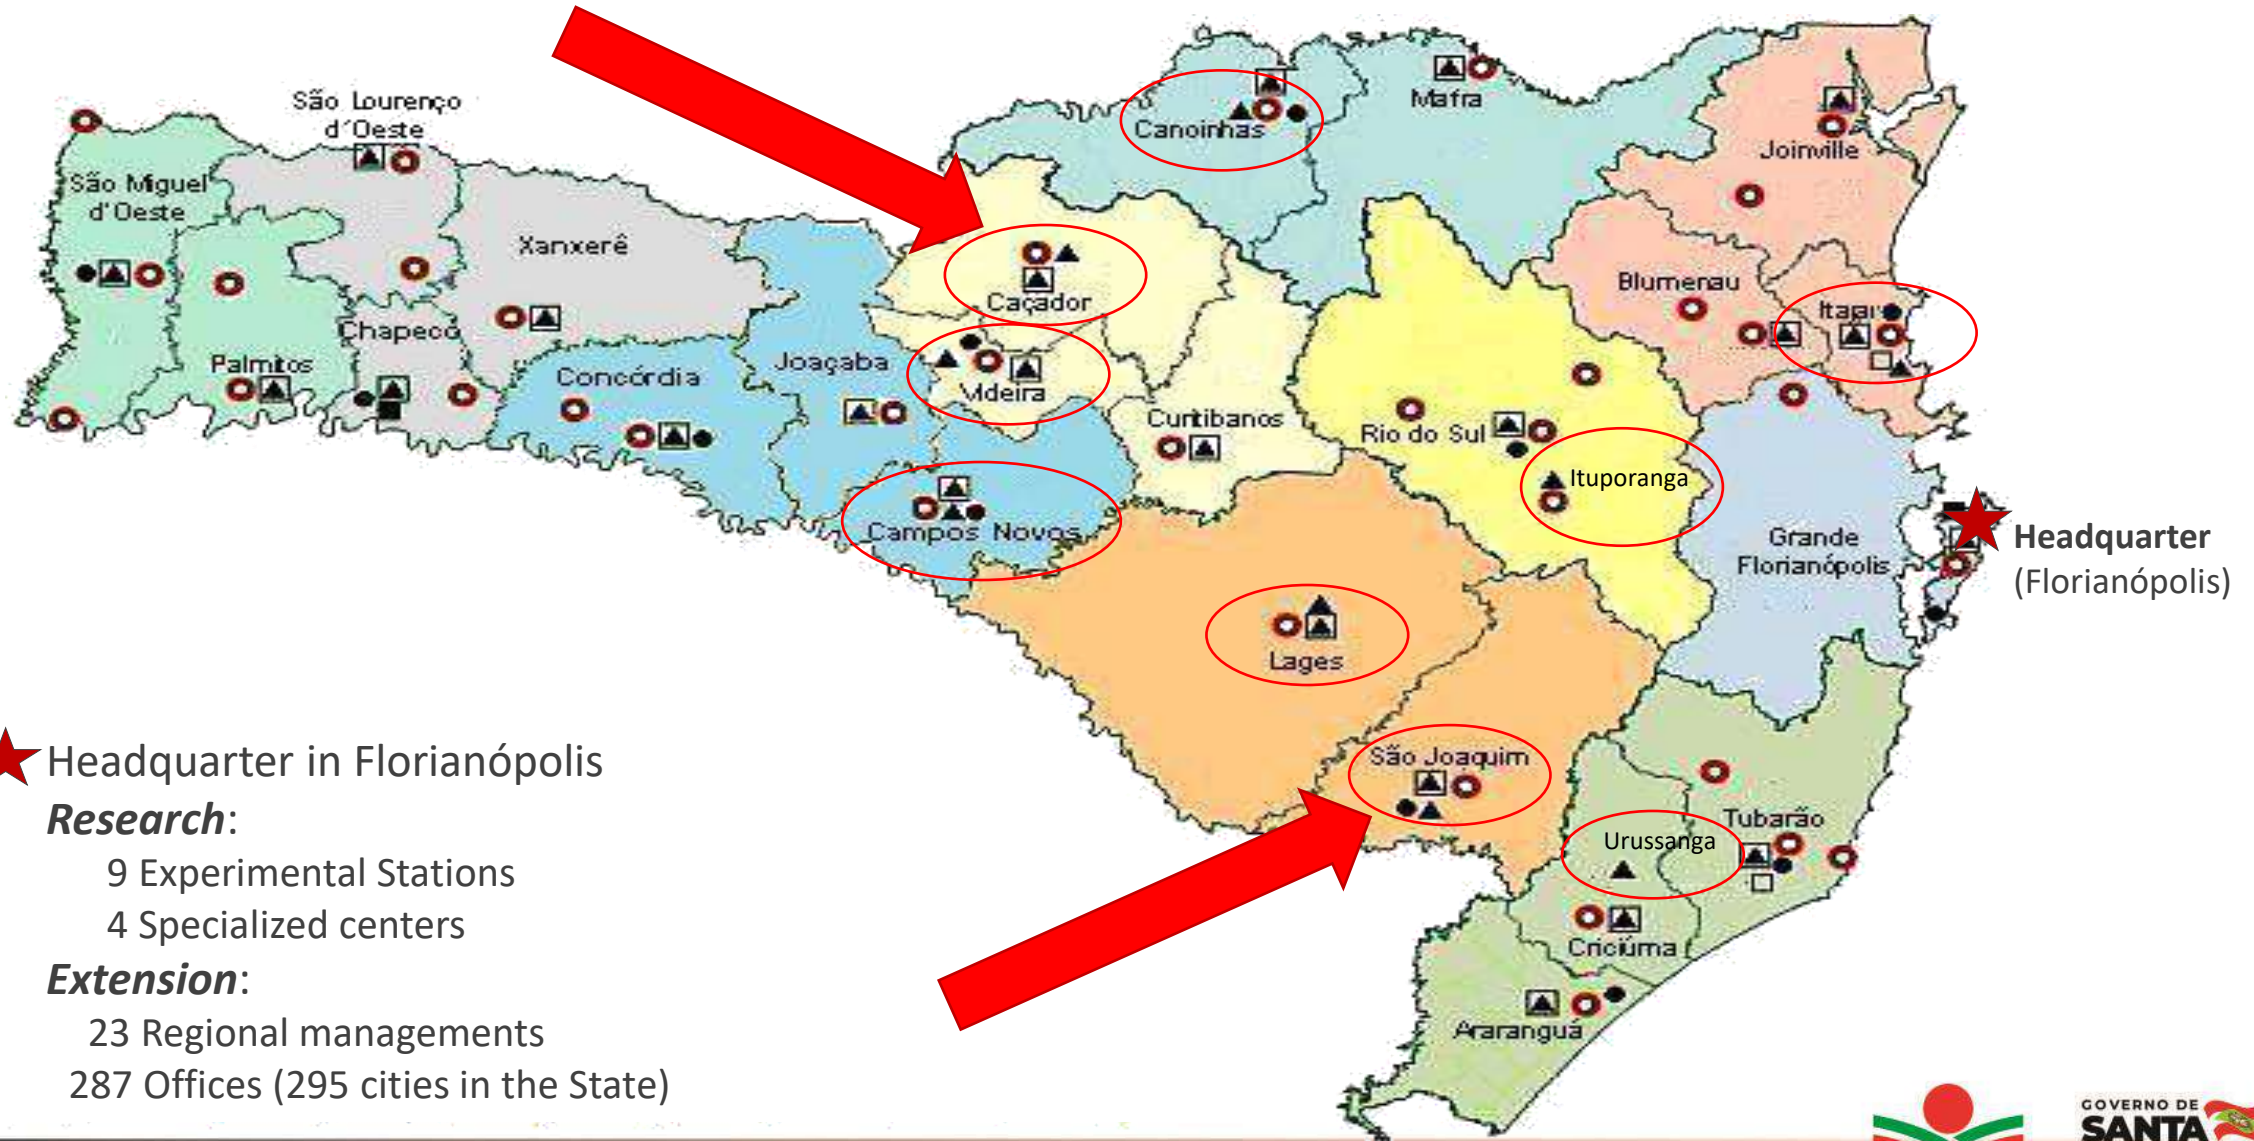 São Lourenço
d´Oeste
São Miguel
d'Oeste
Xanxerê
Chapecó
Palmitos
Concórdia
Joaçaba
Canoinhas
Mafra
Joinville
Caçador
Videira
Curitibanos
Campos Novos
Blumenau
Itajaí
Rio do Sul
Ituporanga
Grande
Florianópolis
Headquarter
(Florianópolis)
Lages
São Joaquim
Urussanga
Tubarão
Criciúma
Araranguá
Headquarter in Florianópolis
Research:
9 Experimental Stations
4 Specialized centers
Extension:
23 Regional managements
287 Offices (295 cities in the State)
GOVERNO DE
SANTA